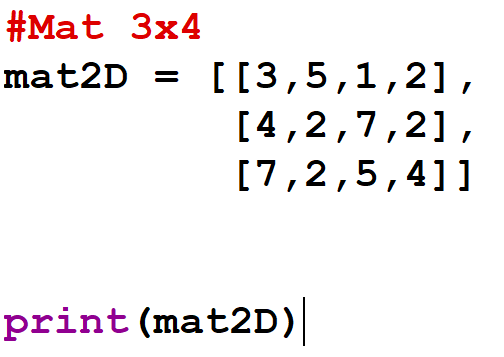 #Mat 3x4
mat2D = [[3,5,1,2],
[4,2,7,2],
[7,2,5,4]]
print(mat2D)